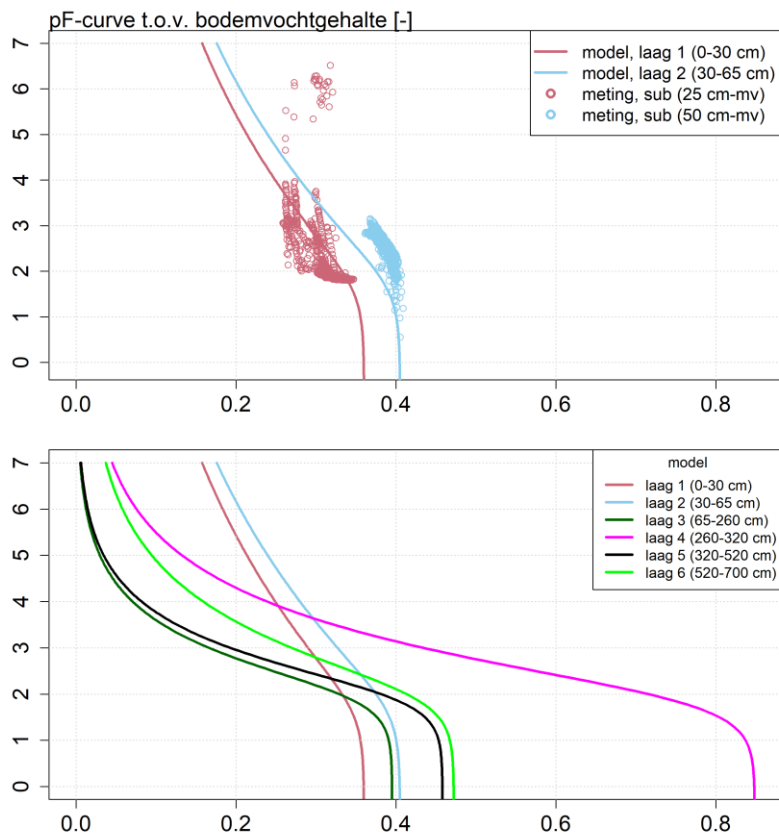 pF-curve t.o.v. bodemvochtgehalte [-]
7
6
5
4
3
2
1
0
model, laag 1 (0-30 cm)
model, laag 2 (30-65 cm)
meting, sub (25 cm-mv)
meting, sub (50 cm-mv)
0.0 0.2 0.4 0.6 0.8
7
6
5
4
3
2
1
0
model
laag 1 (0-30 cm)
laag 2 (30-65 cm)
laag 3 (65-260 cm)
laag 4 (260-320 cm)
laag 5 (320-520 cm)
laag 6 (520-700 cm)
0.0 0.2 0.4 0.6 0.8